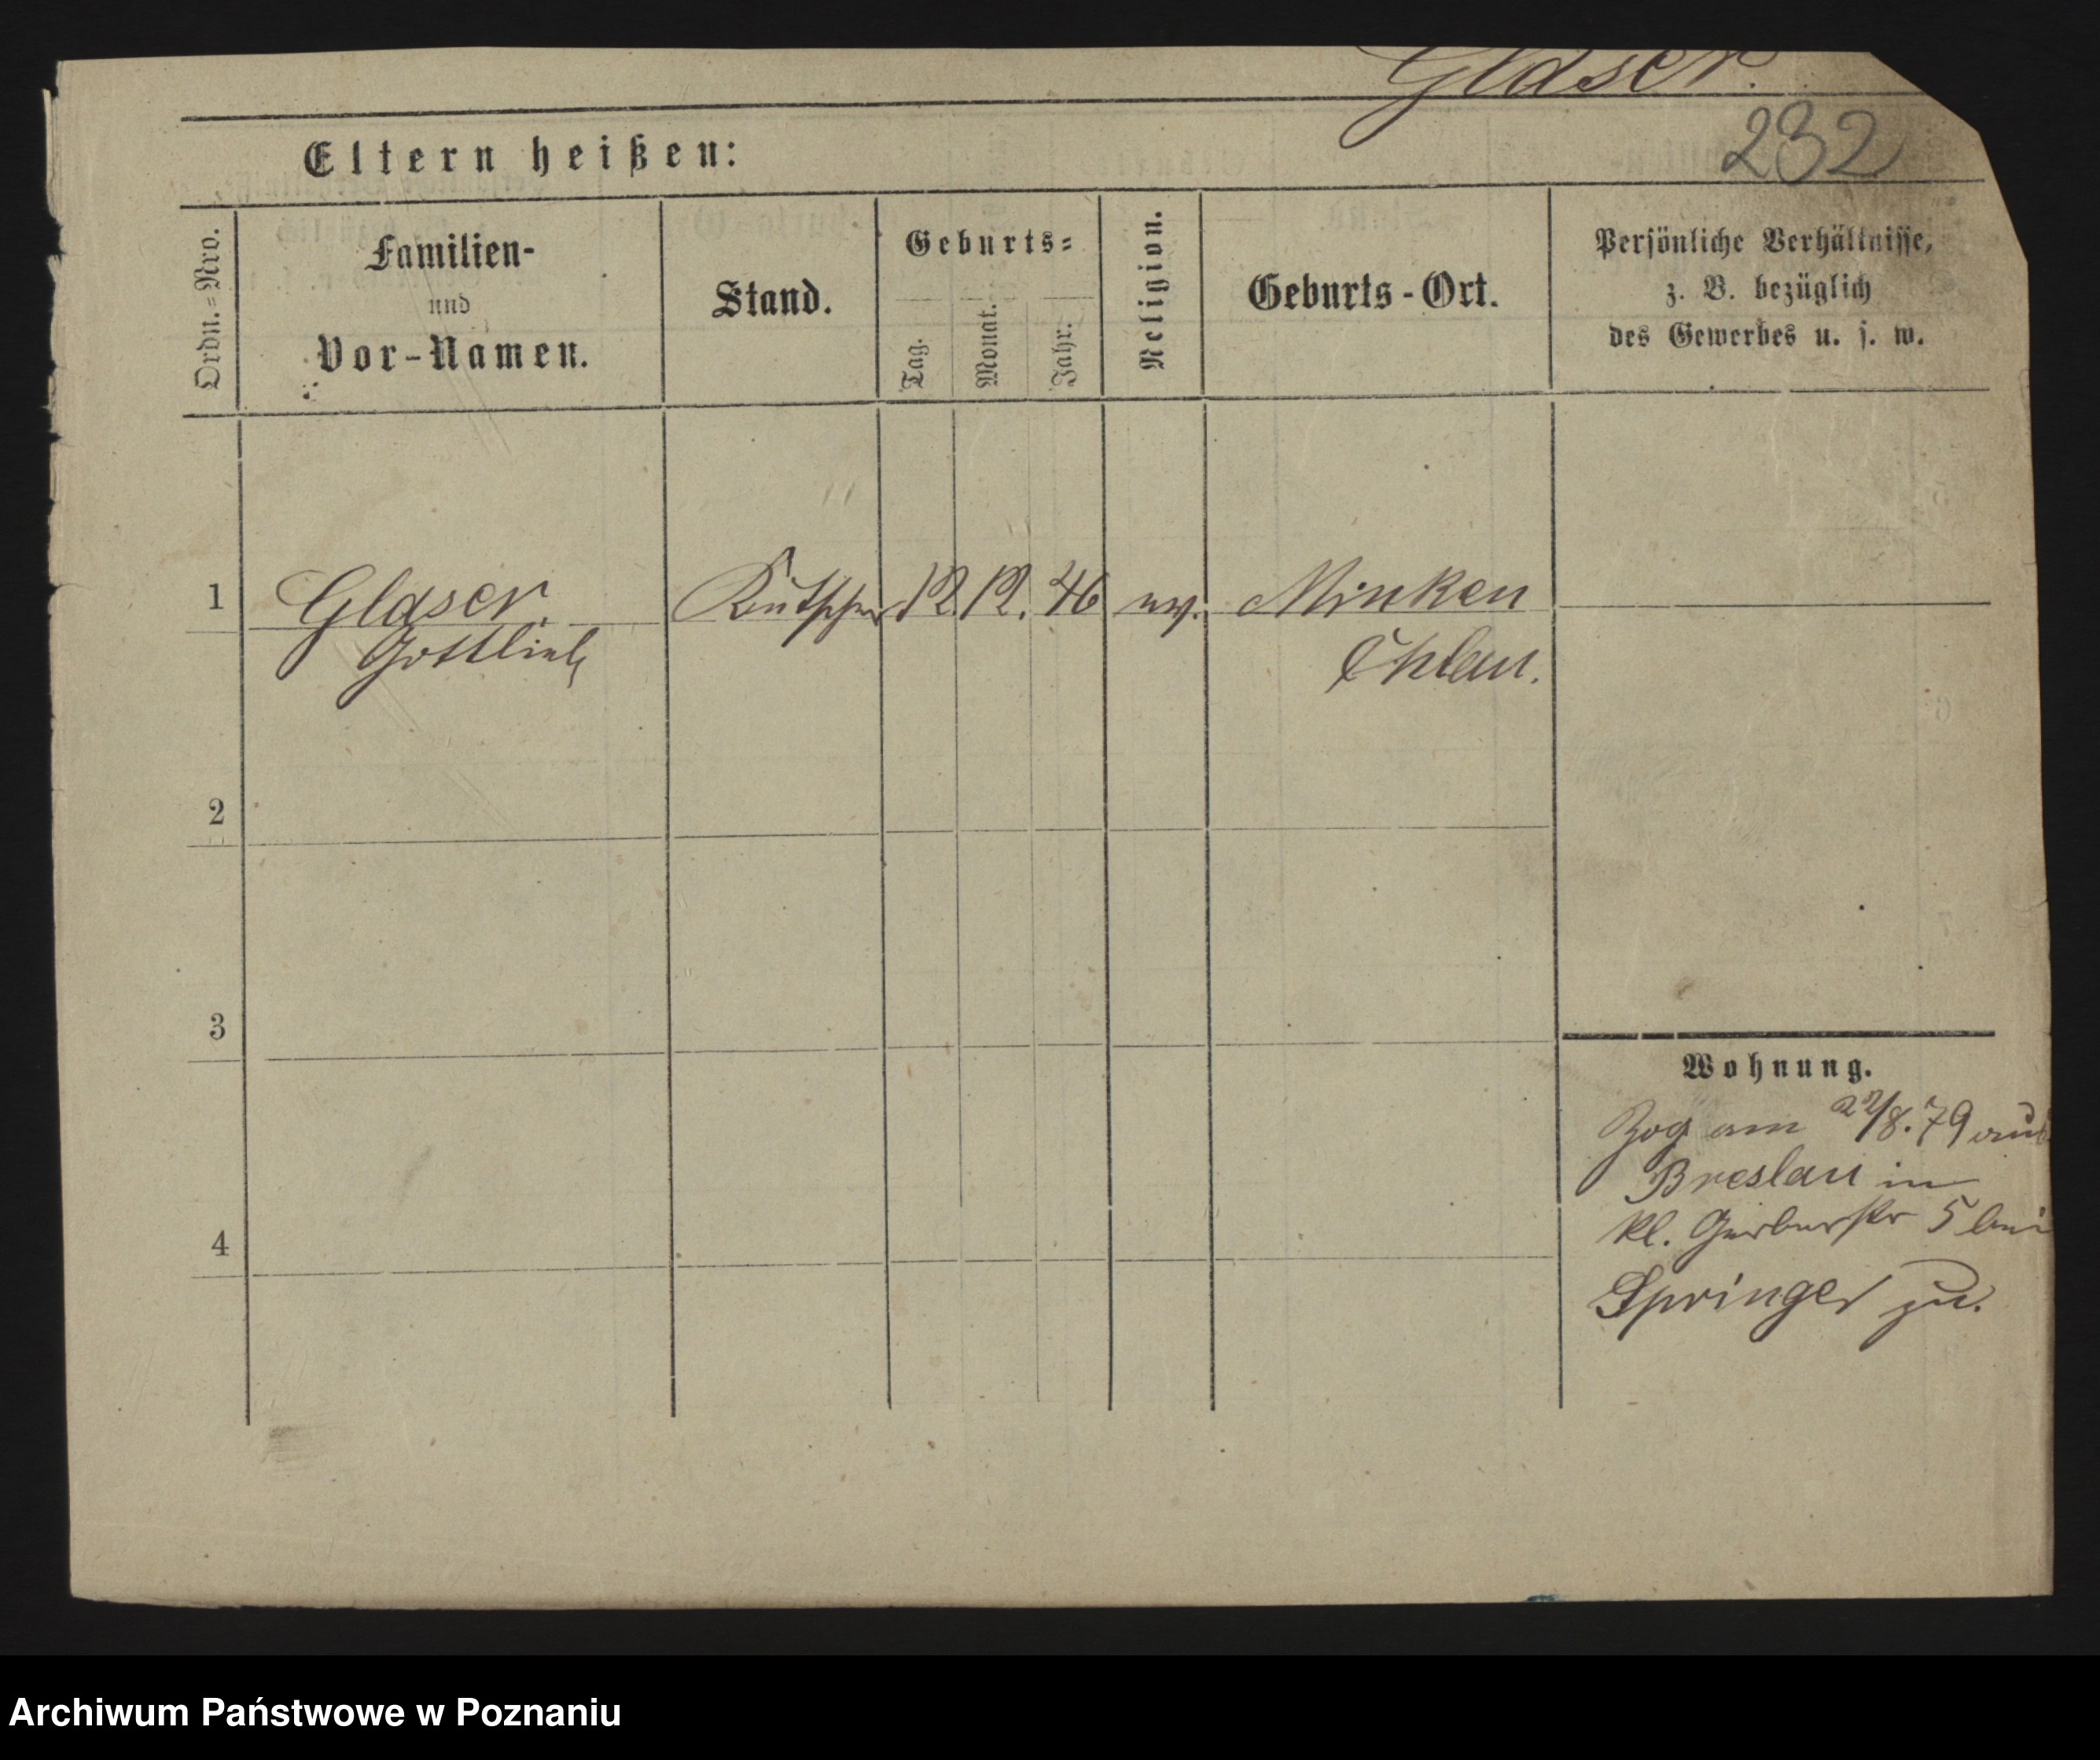 Glaser.
232
Eltern heißen:
Ordn.=Nro.
Familien-
und
Vor-Namen.
Stand.
Geburts=
Tag.
Monat.
Jahr.
Religion.
Geburts-Ort.
Persönliche Verhältnisse,
z. B. bezüglich
des Gewerbes u. s. w.
1 Glaser Kutscher 12. 12. 46 ev. Minken
Gottlieb Ohlau.
2
3
Wohnung.
Zog am 22/8.79 aus
Breslau in
4 kl. Gerberstr 5 bei
Springer zu.
Archiwum Państwowe w Poznaniu